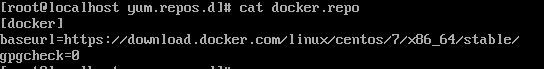 [root@localhost yum.repos.d]# cat docker.repo
[docker]
baseurl=https://download.docker.com/linux/centos/7/x86_64/stable/
gpgcheck=0